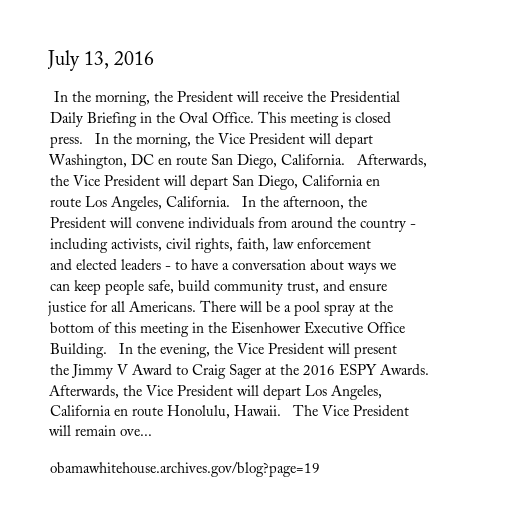 July 13, 2016
In the morning, the President will receive the Presidential
Daily Briefing in the Oval Office. This meeting is closed
press.   In the morning, the Vice President will depart
Washington, DC en route San Diego, California.   Afterwards,
the Vice President will depart San Diego, California en
route Los Angeles, California.   In the afternoon, the
President will convene individuals from around the country -
including activists, civil rights, faith, law enforcement
and elected leaders - to have a conversation about ways we
can keep people safe, build community trust, and ensure
justice for all Americans. There will be a pool spray at the
bottom of this meeting in the Eisenhower Executive Office
Building.   In the evening, the Vice President will present
the Jimmy V Award to Craig Sager at the 2016 ESPY Awards.
Afterwards, the Vice President will depart Los Angeles,
California en route Honolulu, Hawaii.   The Vice President
will remain ove...
obamawhitehouse.archives.gov/blog?page=19